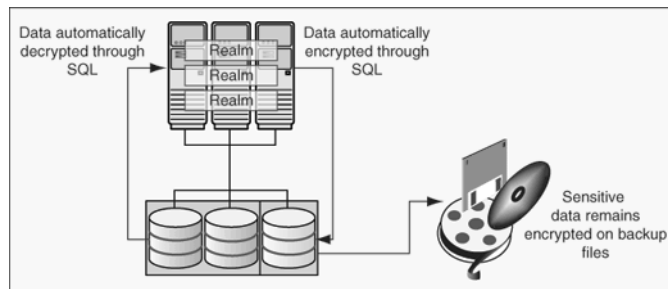 Data automatically
decrypted through
SQL
Realm
Realm
Realm
Data automatically
encrypted through
SQL
Sensitive
data remains
encrypted on backup
files